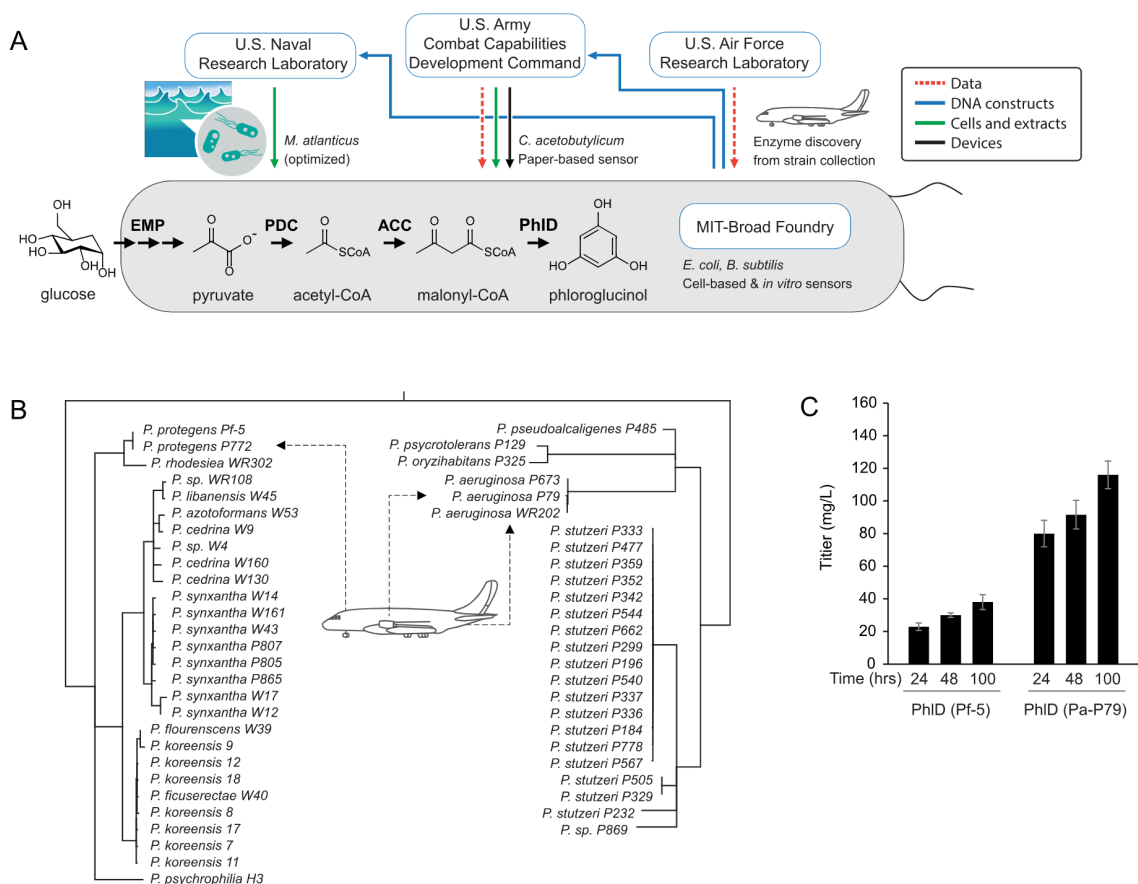 A
U.S. Naval
Research Laboratory
U.S. Army
Combat Capabilities
Development Command
U.S. Air Force
Research Laboratory
Data
DNA constructs
Cells and extracts
Devices
M. atlanticus
(optimized)
C. acetobutylicum
Paper-based sensor
Enzyme discovery
from strain collection
OH
HO
HO
HO
OH
OH
glucose
EMP
O
O-
O
pyruvate
PDC
O
SCoA
acetyl-CoA
ACC
O
O
SCoA
malonyl-CoA
PhlD
OH
HO
OH
phloroglucinol
MIT-Broad Foundry
E. coli, B. subtilis
Cell-based & in vitro sensors
B
P. protegens Pf-5
P. protegens P772
P. rhodesiea WR302
P. sp. WR108
P. libanensis W45
P. azotoformans W53
P. cedrina W9
P. sp. W4
P. cedrina W160
P. cedrina W130
P. synxantha W14
P. synxantha W161
P. synxantha W43
P. synxantha P807
P. synxantha P805
P. synxantha P865
P. synxantha W17
P. synxantha W12
P. flourenscens W39
P. koreensis 9
P. koreensis 12
P. koreensis 18
P. ficuserectae W40
P. koreensis 8
P. koreensis 17
P. koreensis 7
P. koreensis 11
P. psychrophilia H3
P. pseudoalcaligenes P485
P. psycrotolerans P129
P. oryzihabitans P325
P. aeruginosa P673
P. aeruginosa P79
P. aeruginosa WR202
P. stutzeri P333
P. stutzeri P477
P. stutzeri P359
P. stutzeri P352
P. stutzeri P342
P. stutzeri P544
P. stutzeri P662
P. stutzeri P299
P. stutzeri P196
P. stutzeri P540
P. stutzeri P337
P. stutzeri P336
P. stutzeri P184
P. stutzeri P778
P. stutzeri P567
P. stutzeri P505
P. stutzeri P329
P. stutzeri P232
P. sp. P869
C
Titier (mg/L)
160
140
120
100
80
60
40
20
0
Time (hrs) 24 48 100 24 48 100
PhlD (Pf-5) PhlD (Pa-P79)